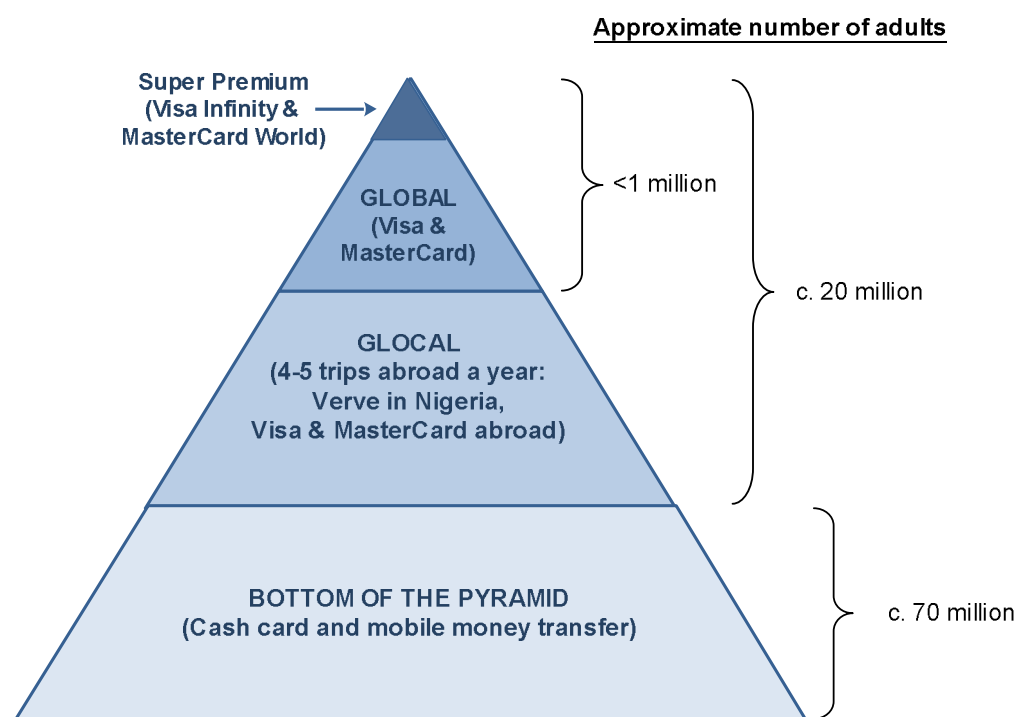 Approximate number of adults
Super Premium
(Visa Infinity &
MasterCard World)
<1 million
GLOBAL
(Visa &
MasterCard)
c. 20 million
GLOCAL
(4-5 trips abroad a year:
Verve in Nigeria,
Visa & MasterCard abroad)
BOTTOM OF THE PYRAMID
(Cash card and mobile money transfer)
c. 70 million